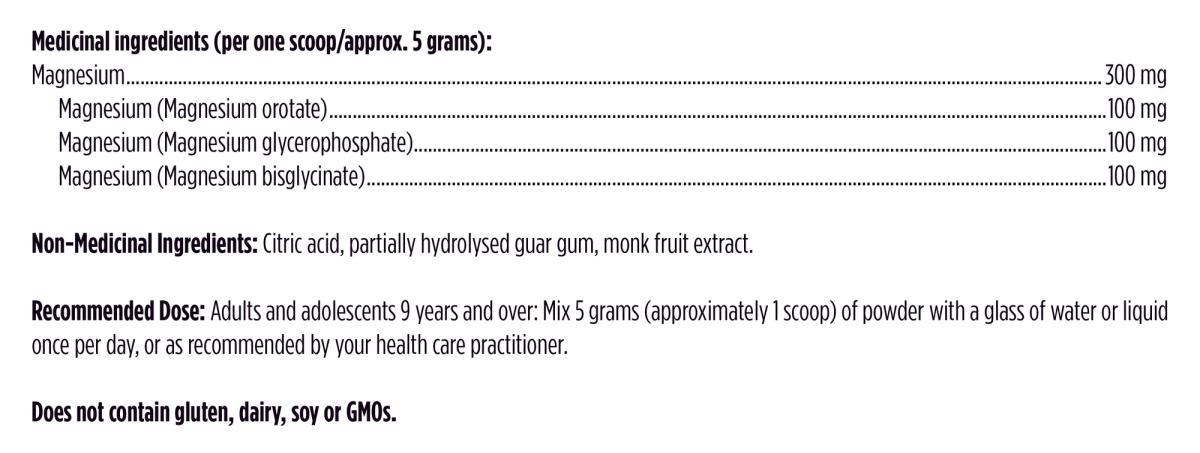 Medicinal ingredients (per one scoop/approx. 5 grams):
Magnesium........................................................................................................................ 300 mg
Magnesium (Magnesium orotate)........................................................................................................................100 mg
Magnesium (Magnesium glycerophosphate)........................................................................................................................100 mg
Magnesium (Magnesium bisglycinate)........................................................................................................................100 mg
Non-Medicinal Ingredients: Citric acid, partially hydrolysed guar gum, monk fruit extract.
Recommended Dose: Adults and adolescents 9 years and over: Mix 5 grams (approximately 1 scoop) of powder with a glass of water or liquid
once per day, or as recommended by your health care practitioner.
Does not contain gluten, dairy, soy or GMOs.